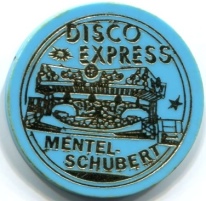 DISCO
EXPRESS
MENTEL-
SCHUBERT